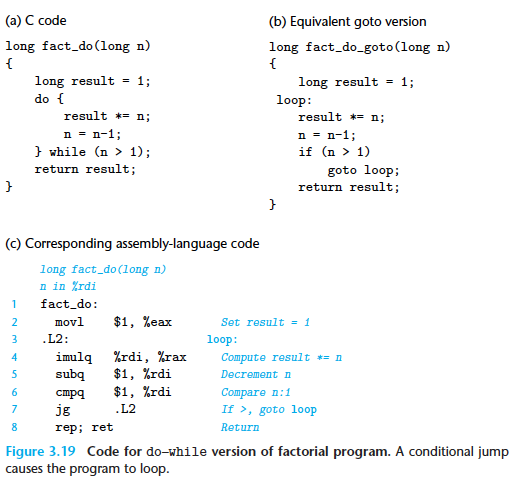 (a) C code
long fact_do(long n)
{
    long result = 1;
    do {
        result *= n;
        n = n-1;
    } while (n > 1);
    return result;
}
(b) Equivalent goto version
long fact_do_goto(long n)
{
    long result = 1;
 loop:
    result *= n;
    n = n-1;
    if (n > 1)
        goto loop;
    return result;
}
(c) Corresponding assembly-language code
long fact_do(long n)
n in %rdi
1 fact_do:
2 movl $1, %eax Set result = 1
3 .L2: loop:
4 imulq %rdi, %rax Compute result *= n
5 subq $1, %rdi Decrement n
6 cmpq $1, %rdi Compare n:1
7 jg .L2 If >, goto loop
8 rep; ret Return
Figure 3.19 Code for do–while version of factorial program. A conditional jump
causes the program to loop.